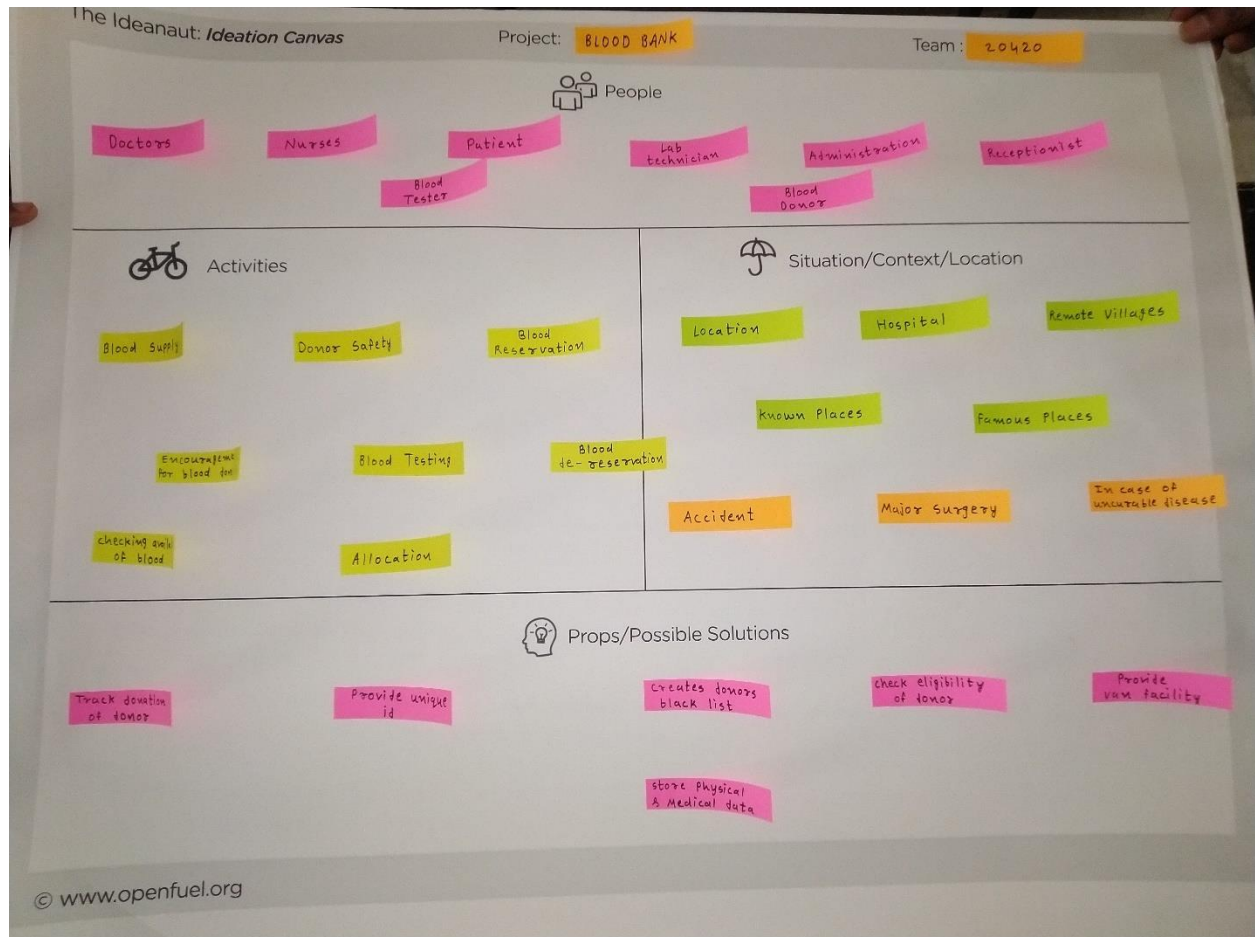 The Ideanaut: Ideation Canvas
Project: BLOOD BANK
Team: 20420
People
Doctors
Nurses
Patient
Lab
technician
Administration
Receptionist
Blood
Tester
Blood
Donor
Activities
Blood Supply
Donor Safety
Blood
Reservation
Encourageme
For blood don
Blood Testing
Blood
de-reservation
checking avail
of blood
Allocation
Situation/Context/Location
Location
Hospital
Remote Villages
Known Places
Famous Places
Accident
Major Surgery
In case of
uncurable disease
Props/Possible Solutions
Track donation
of donor
Provide unique
id
Creates donors
black list
check eligibility
of donor
Provide
van facility
store Physical
& Medical data
© www.openfuel.org